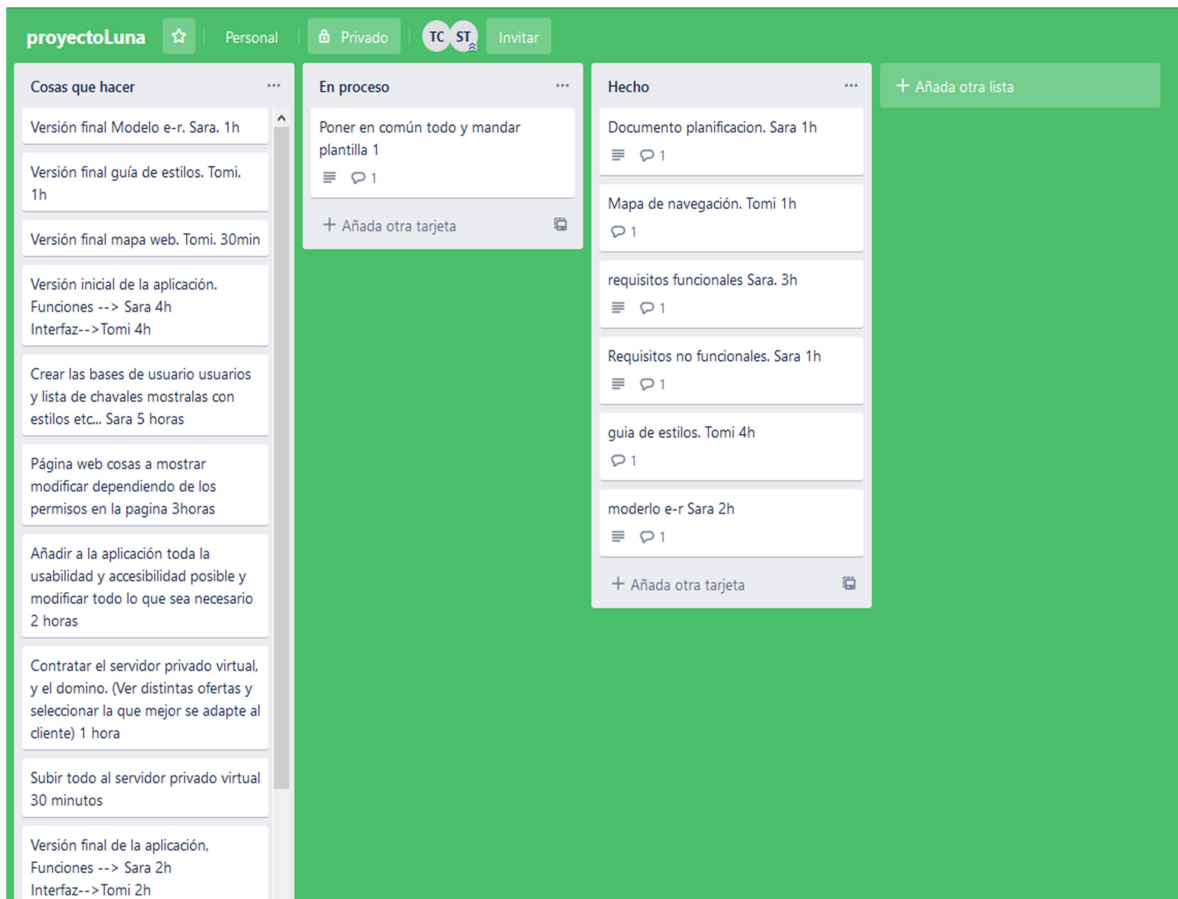 proyectoLuna
Personal
Privado
TC ST
Invitar
Cosas que hacer
Versión final Modelo e-r. Sara. 1h
Versión final guía de estilos. Tomi.
1h
Versión final mapa web. Tomi. 30min
Versión inicial de la aplicación.
Funciones --> Sara 4h
Interfaz-->Tomi 4h
Crear las bases de usuario usuarios
y lista de chavales mostralas con
estilos etc... Sara 5 horas
Página web cosas a mostrar
modificar dependiendo de los
permisos en la pagina 3horas
Añadir a la aplicación toda la
usabilidad y accesibilidad posible y
modificar todo lo que sea necesario
2 horas
Contratar el servidor privado virtual,
y el domino. (Ver distintas ofertas y
seleccionar la que mejor se adapte al
cliente) 1 hora
Subir todo al servidor privado virtual
30 minutos
Versión final de la aplicación,
Funciones --> Sara 2h
Interfaz-->Tomi 2h
En proceso
Poner en común todo y mandar
plantilla 1
1
+ Añada otra tarjeta
Hecho
Documento planificacion. Sara 1h
1
Mapa de navegación. Tomi 1h
1
requisitos funcionales Sara. 3h
1
Requisitos no funcionales. Sara 1h
1
guia de estilos. Tomi 4h
1
moderlo e-r Sara 2h
1
+ Añada otra tarjeta
+ Añada otra lista